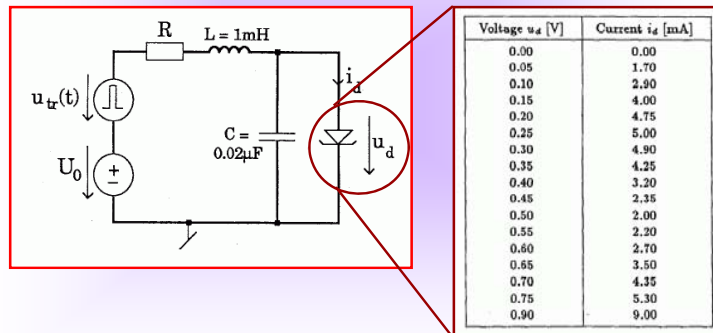 R
L = 1mH
u_tr(t)
i_d
C =
0.02µF
u_d
U_0
+
−
Voltage u_d [V] Current i_d [mA]
0.00 0.00
0.05 1.70
0.10 2.90
0.15 4.00
0.20 4.75
0.25 5.00
0.30 4.90
0.35 4.25
0.40 3.20
0.45 2.35
0.50 2.00
0.55 2.20
0.60 2.70
0.65 3.50
0.70 4.35
0.75 5.30
0.90 9.00